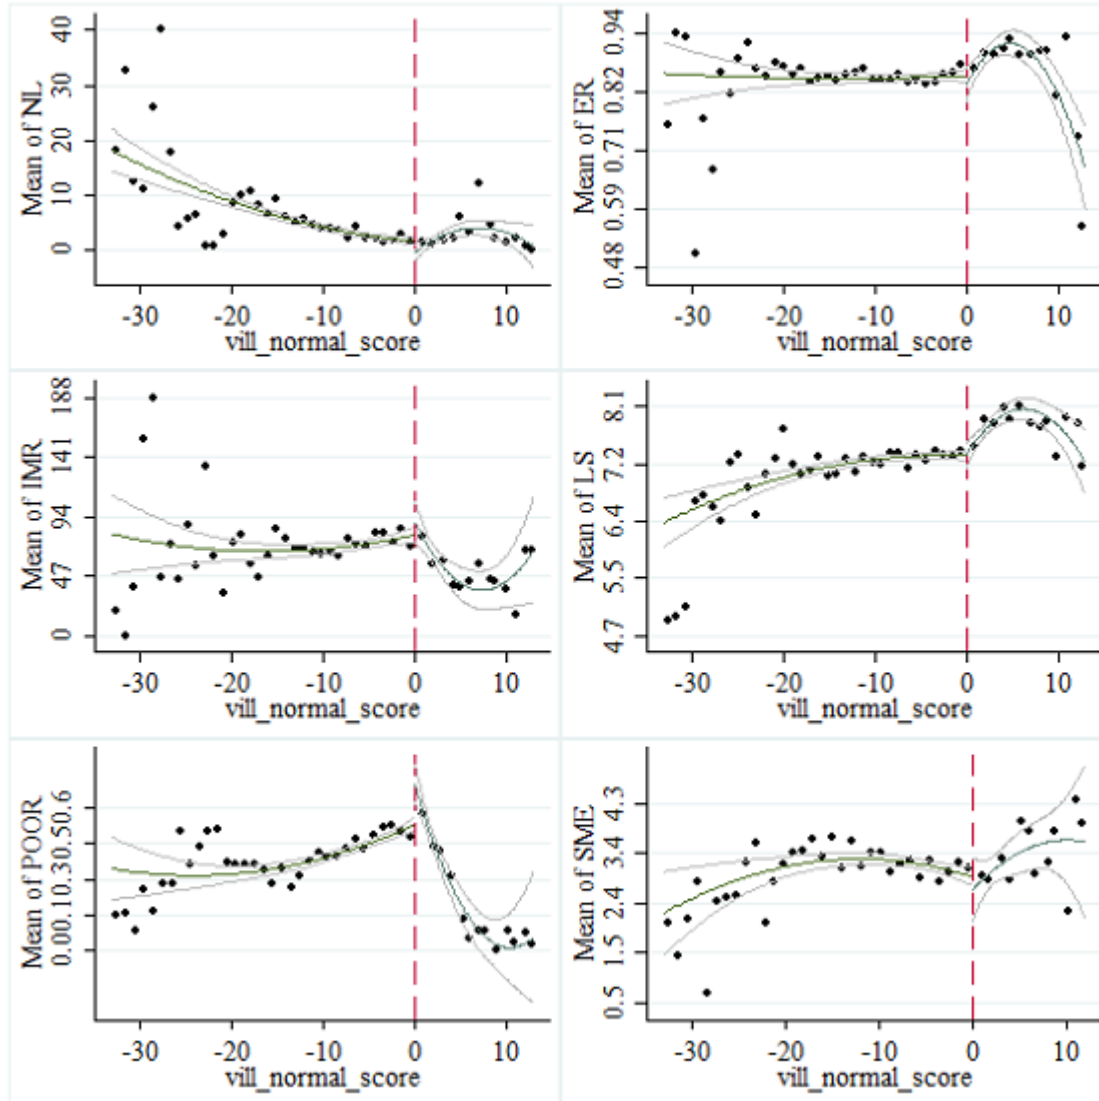 Mean of NL
40
30
20
10
0
-30 -20 -10 0 10
vill_normal_score
Mean of ER
0.94
0.82
0.71
0.59
0.48
-30 -20 -10 0 10
vill_normal_score
Mean of IMR
188
141
94
47
0
-30 -20 -10 0 10
vill_normal_score
Mean of LS
8.1
7.2
6.4
5.5
4.7
-30 -20 -10 0 10
vill_normal_score
Mean of POOR
0.00.10.30.50.6
-30 -20 -10 0 10
vill_normal_score
Mean of SME
4.3
3.4
2.4
1.5
0.5
-30 -20 -10 0 10
vill_normal_score